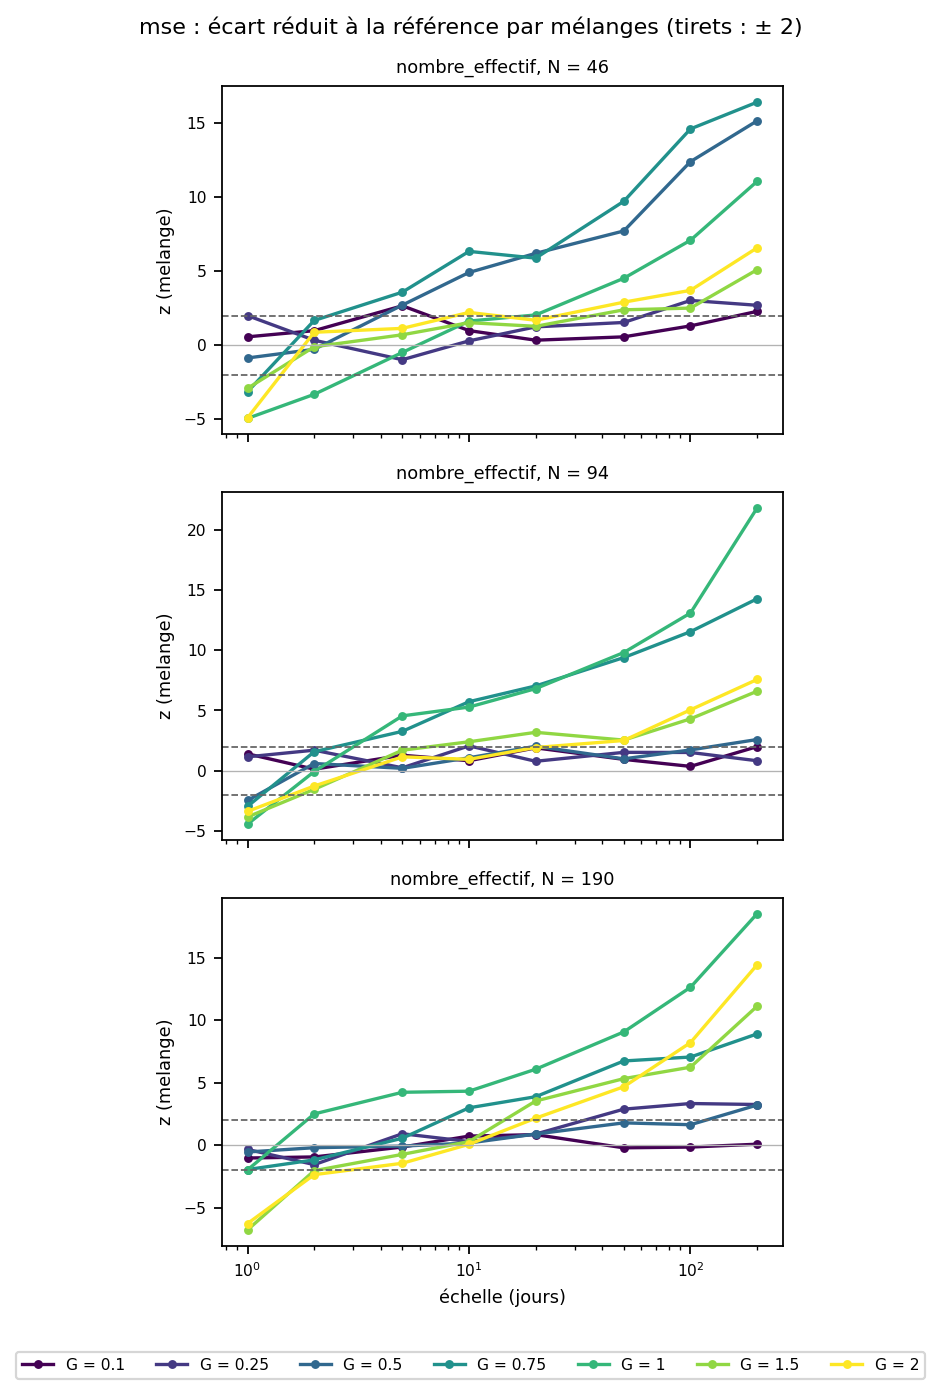 mse : écart réduit à la référence par mélanges (tirets : ± 2)
nombre_effectif, N = 46
15
10
5
0
−5
z (melange)
nombre_effectif, N = 94
20
15
10
5
0
−5
z (melange)
nombre_effectif, N = 190
15
10
5
0
−5
z (melange)
10⁰ 10¹ 10²
échelle (jours)
G = 0.1 G = 0.25 G = 0.5 G = 0.75 G = 1 G = 1.5 G = 2